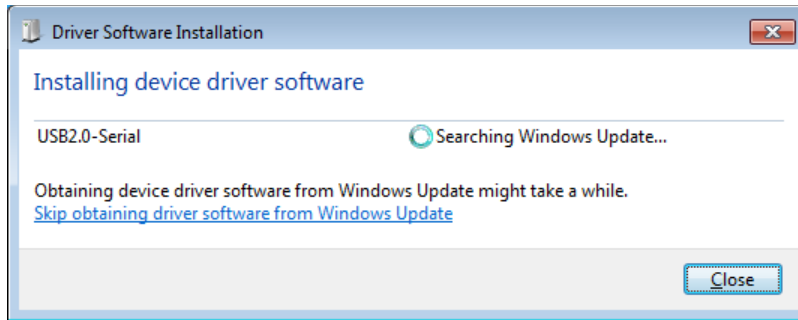 Driver Software Installation
Installing device driver software
USB2.0-Serial Searching Windows Update...
Obtaining device driver software from Windows Update might take a while.
Skip obtaining driver software from Windows Update
Close